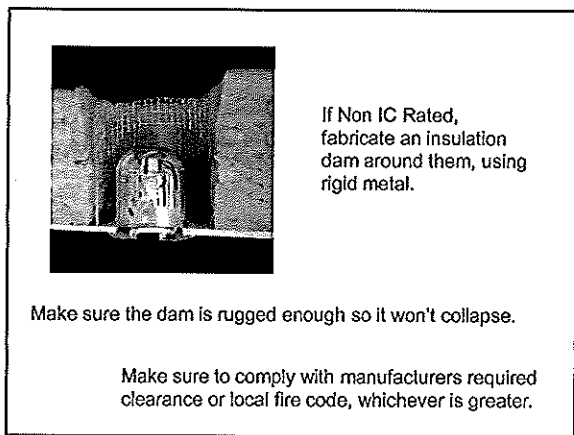 If Non IC Rated,
fabricate an insulation
dam around them, using
rigid metal.
Make sure the dam is rugged enough so it won't collapse.
Make sure to comply with manufacturers required
clearance or local fire code, whichever is greater.